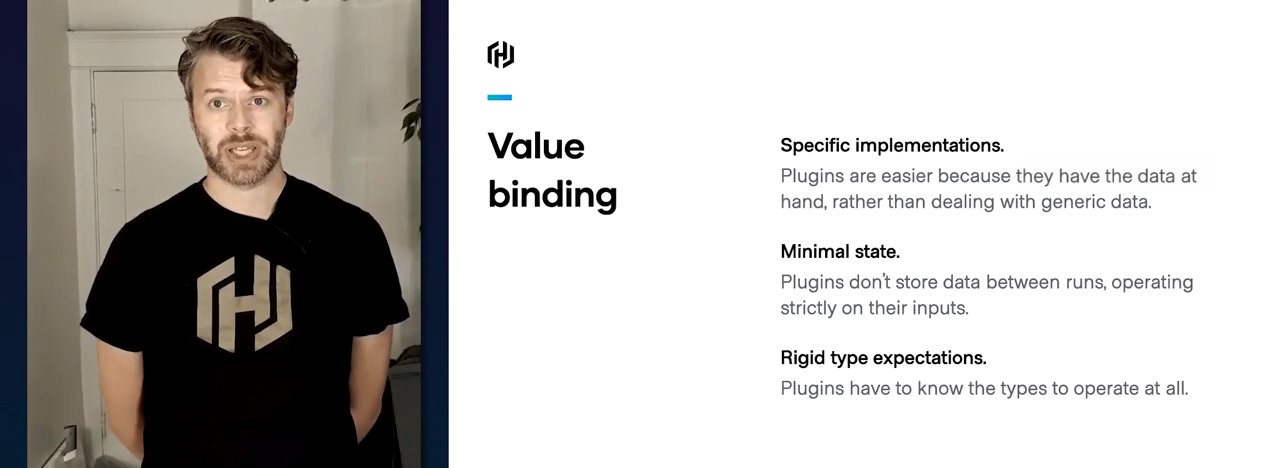 Value
binding
Specific implementations.
Plugins are easier because they have the data at
hand, rather than dealing with generic data.
Minimal state.
Plugins don't store data between runs, operating
strictly on their inputs.
Rigid type expectations.
Plugins have to know the types to operate at all.